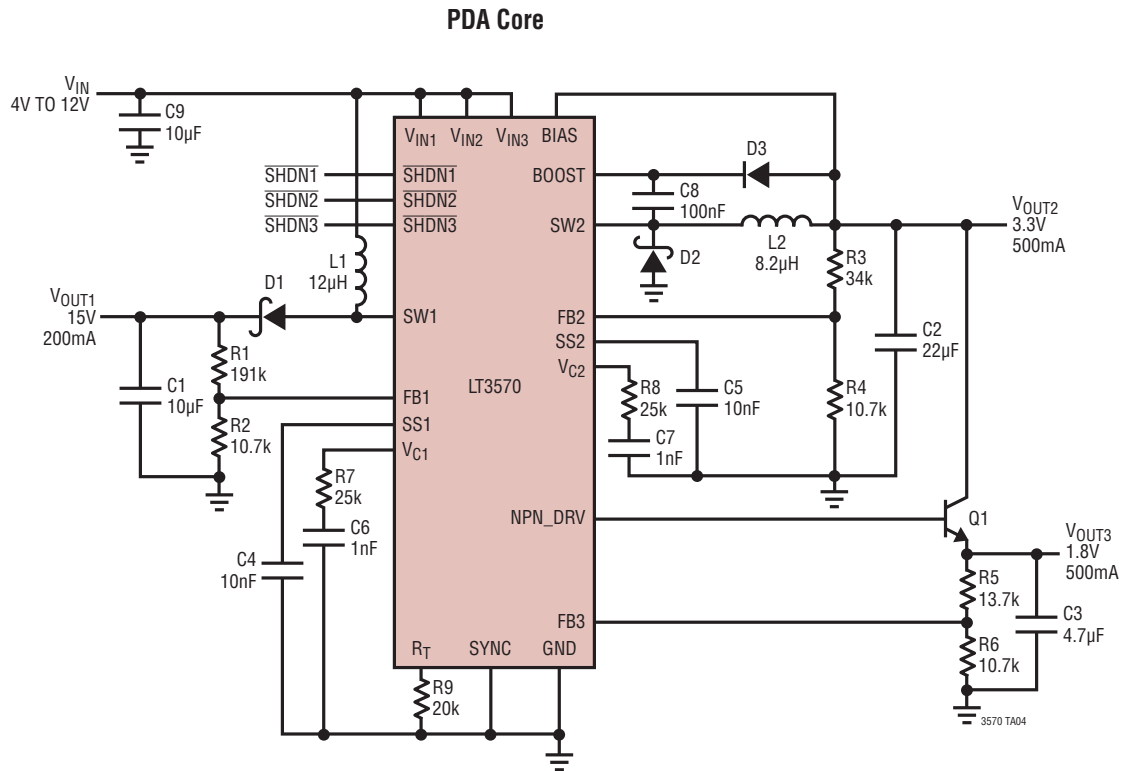 PDA Core
VIN
4V TO 12V
C9
10µF
VIN1 VIN2 VIN3 BIAS
SHDN1 SHDN1
SHDN2 SHDN2
SHDN3 SHDN3
BOOST
D3
C8
100nF
SW2
D2
L2
8.2µH
VOUT2
3.3V
500mA
R3
34k
L1
12µH
D1
VOUT1
15V
200mA
SW1
FB2
SS2
VC2
C2
22µF
R1
191k
C1
10µF
LT3570
R8
25k
C5
10nF
R4
10.7k
FB1
R2
10.7k
SS1
VC1
C7
1nF
R7
25k
NPN_DRV
Q1
C6
1nF
VOUT3
1.8V
500mA
C4
10nF
R5
13.7k
C3
4.7µF
FB3
R6
10.7k
RT SYNC GND
R9
20k
3570 TA04